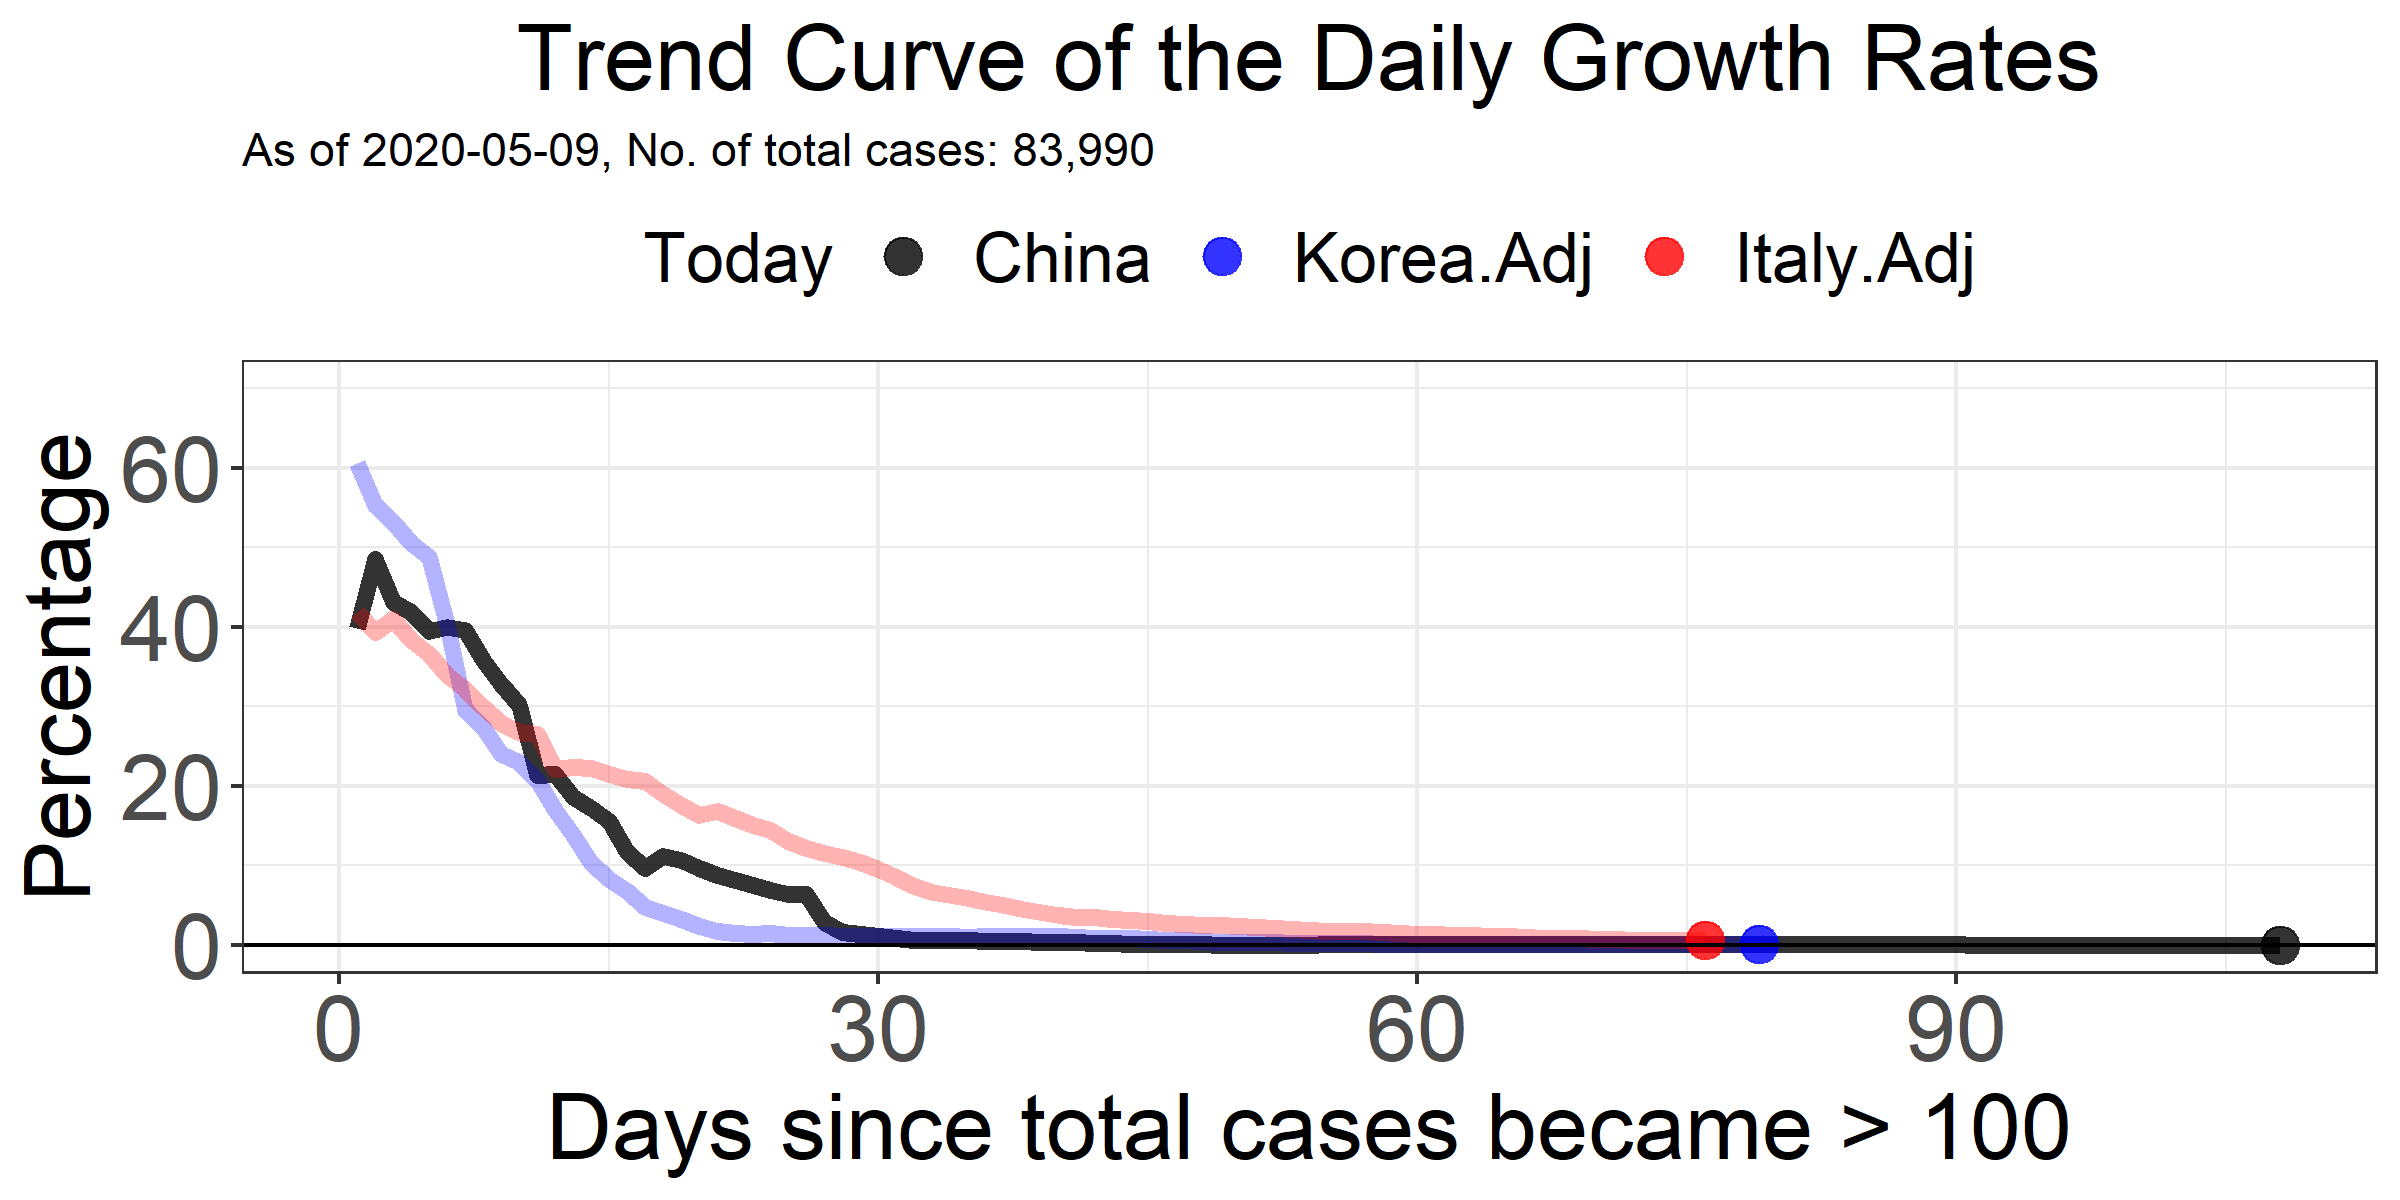 Trend Curve of the Daily Growth Rates
As of 2020-05-09, No. of total cases: 83,990
Today China Korea.Adj Italy.Adj
Percentage
60
40
20
0
0 30 60 90
Days since total cases became > 100